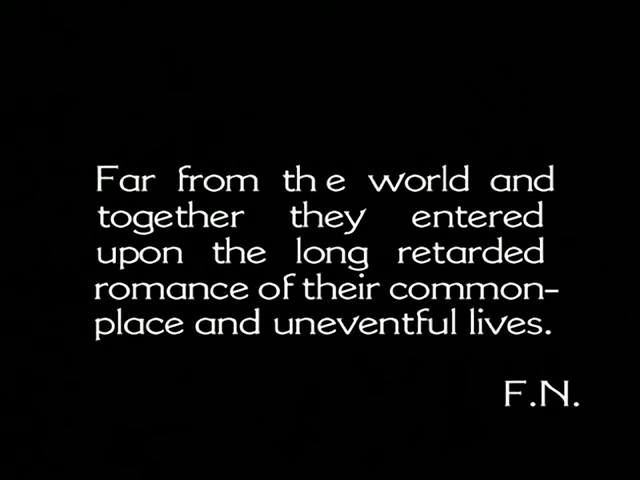 Far from the world and
together they entered
upon the long retarded
romance of their common-
place and uneventful lives.
F.N.